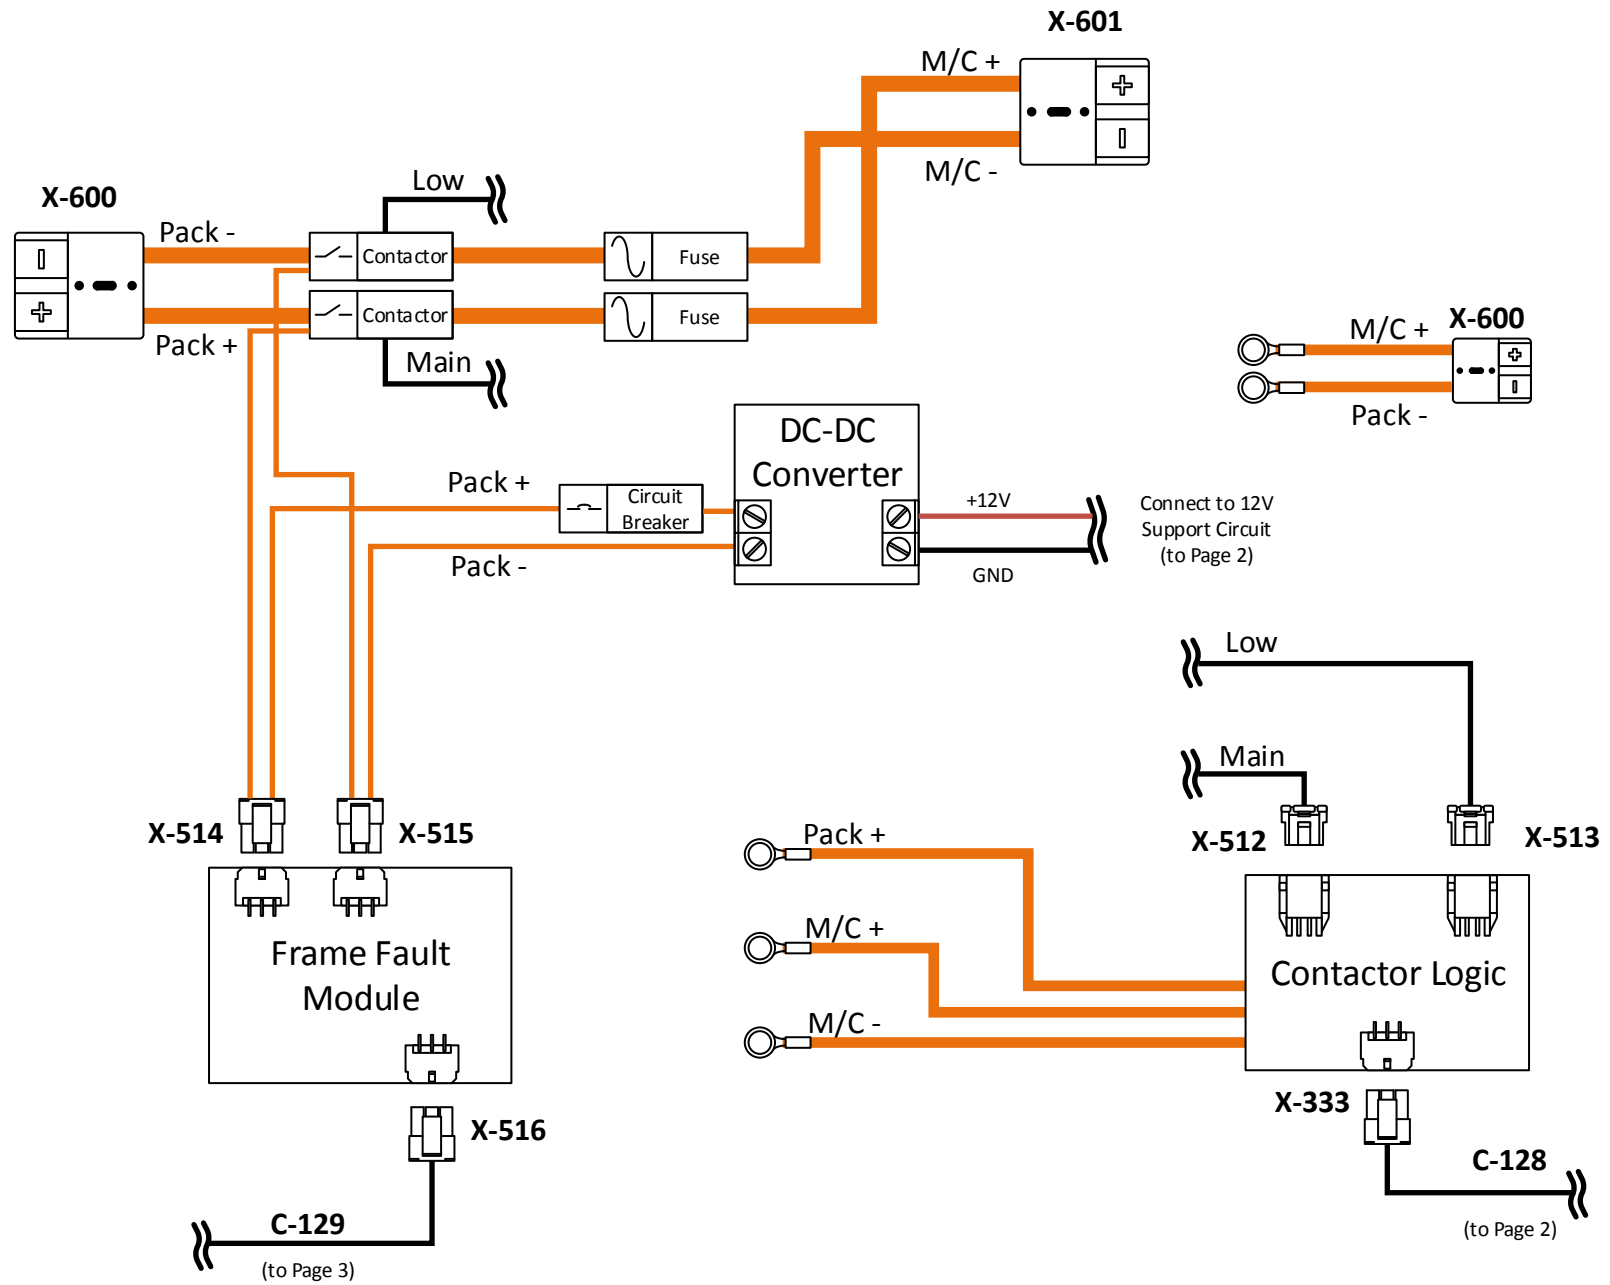 X-601
M/C +
M/C -
X-600
Pack -
Pack +
Low
Contactor
Fuse
Contactor
Fuse
Main
M/C +
X-600
Pack -
DC-DC
Converter
Pack +
Circuit
Breaker
Pack -
+12V
GND
Connect to 12V
Support Circuit
(to Page 2)
Low
Main
X-514
X-515
X-512
X-513
Pack +
M/C +
M/C -
Frame Fault
Module
Contactor Logic
X-516
X-333
C-129
(to Page 3)
C-128
(to Page 2)